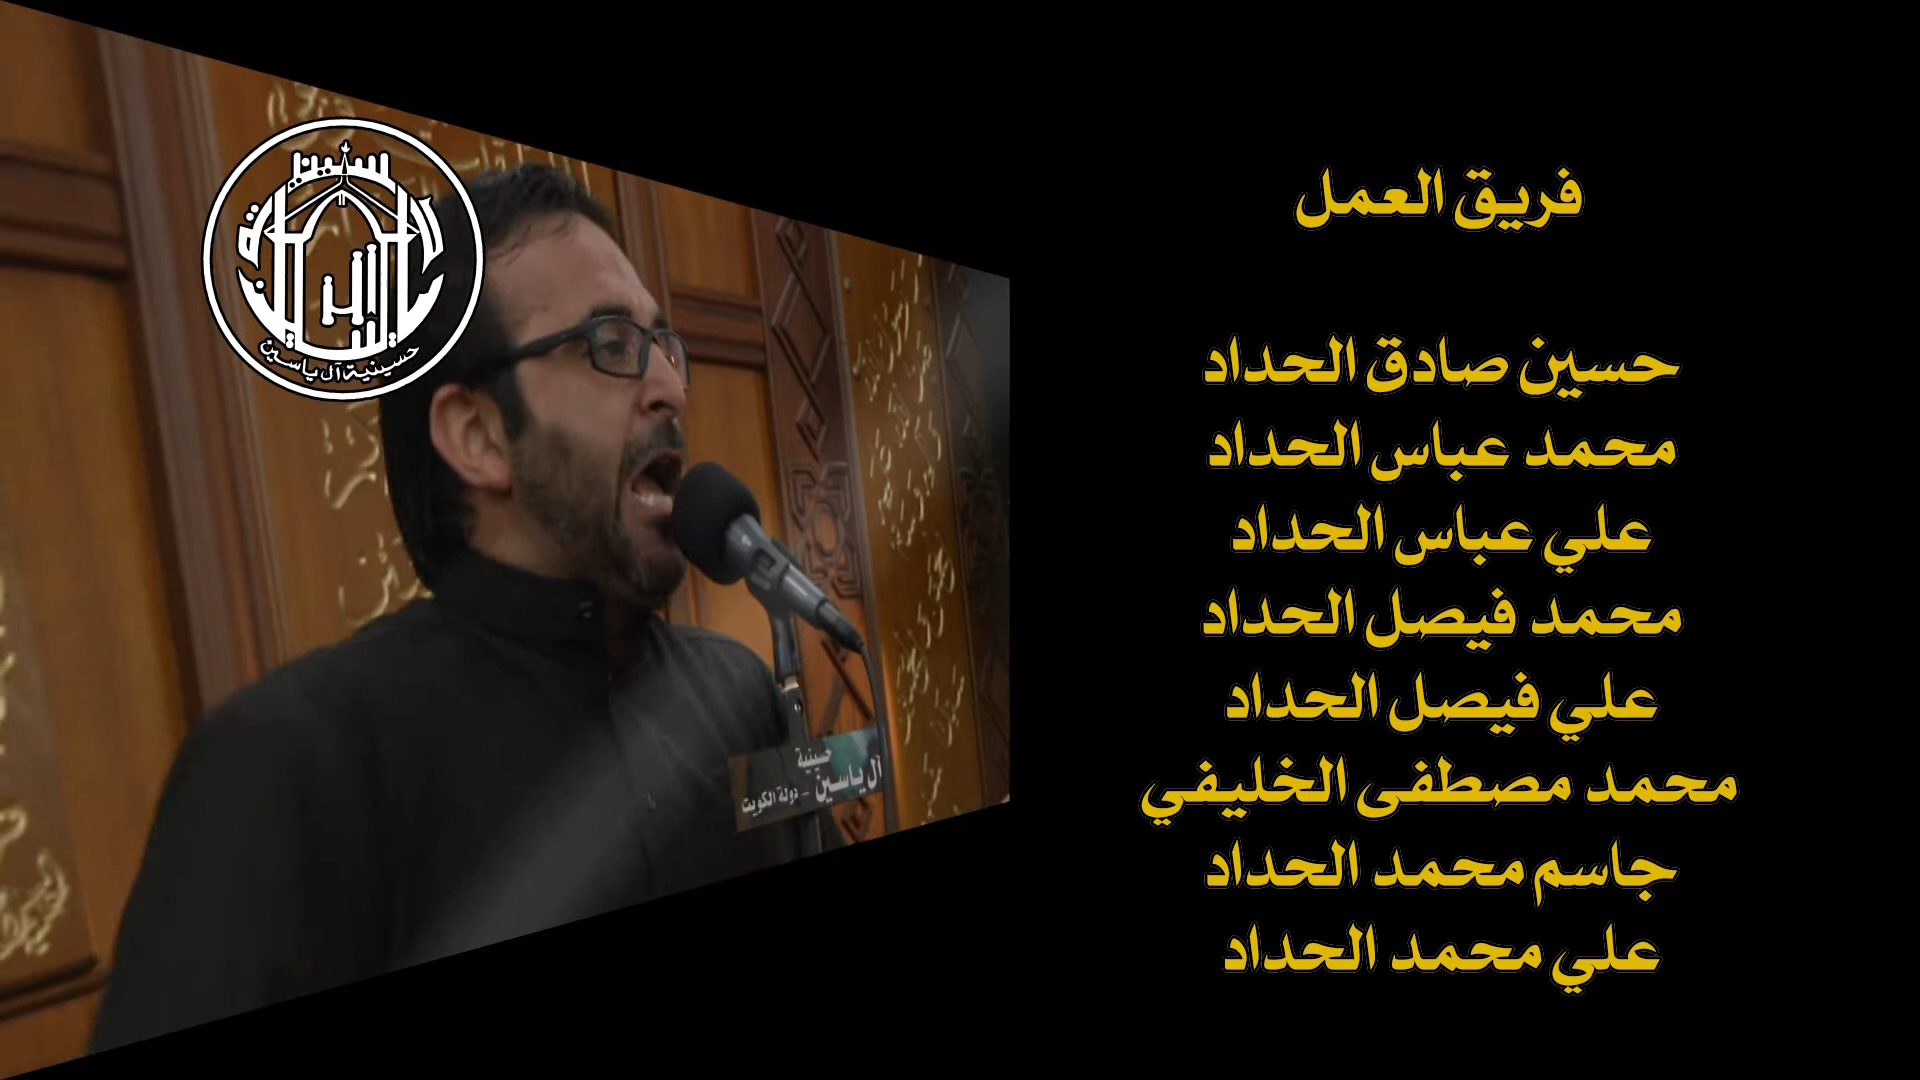 فريق العمل
حسين صادق الحداد
محمد عباس الحداد
علي عباس الحداد
محمد فيصل الحداد
علي فيصل الحداد
محمد مصطفى الخليفي
جاسم محمد الحداد
علي محمد الحداد
حسينية آل ياسين
حسينية
آل ياسين - دولة الكويت